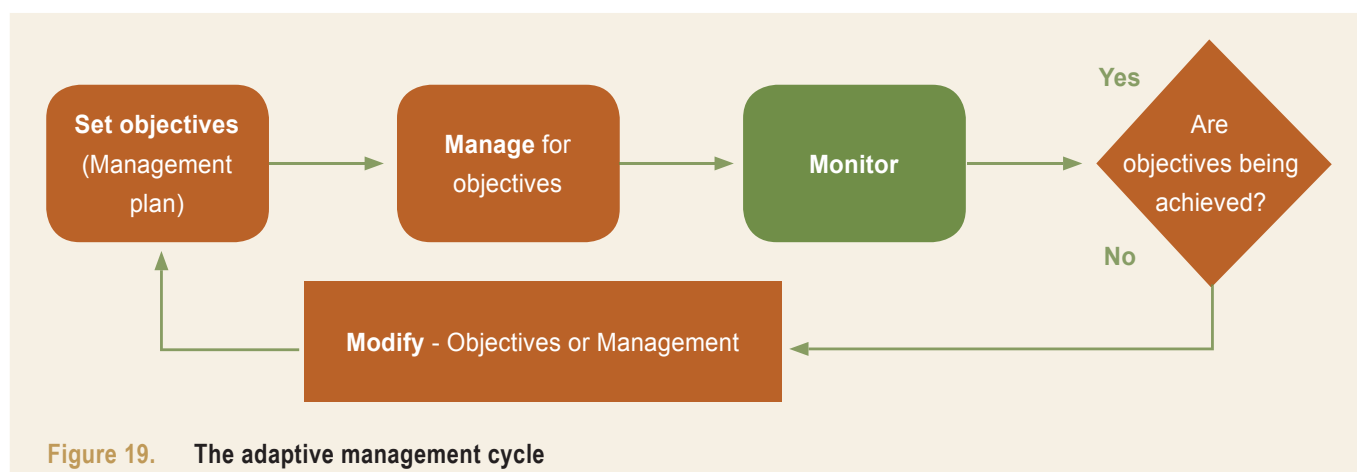 Set objectives
(Management
plan)
Manage for
objectives
Monitor
Yes
Are
objectives being
achieved?
No
Modify - Objectives or Management
Figure 19. The adaptive management cycle